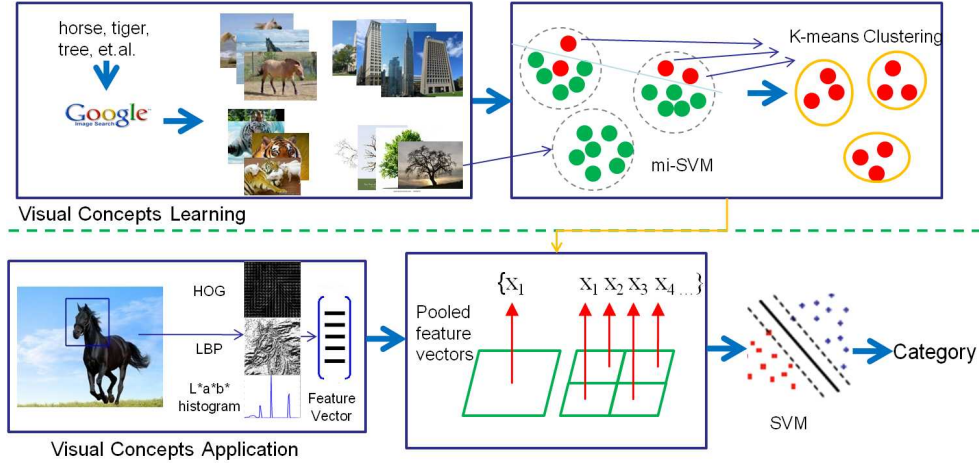 horse, tiger,
tree, et.al.
Google
Image Search
K-means Clustering
mi-SVM
Visual Concepts Learning
HOG
LBP
L*a*b*
histogram
Feature
Vector
Visual Concepts Application
Pooled
feature
vectors
{x1
x1 x2 x3 x4 ...}
SVM
Category